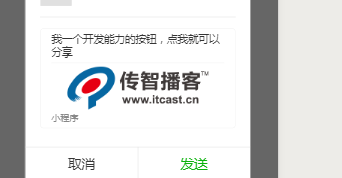 我一个开发能力的按钮，点我就可以
分享
传智播客™
www.itcast.cn
小程序
取消 发送